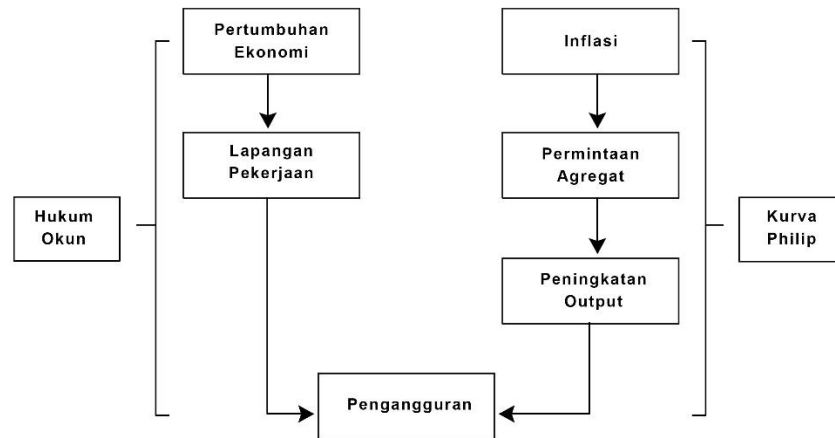 Pertumbuhan
Ekonomi
Inflasi
Lapangan
Pekerjaan
Permintaan
Agregat
Hukum
Okun
Kurva
Philip
Peningkatan
Output
Pengangguran